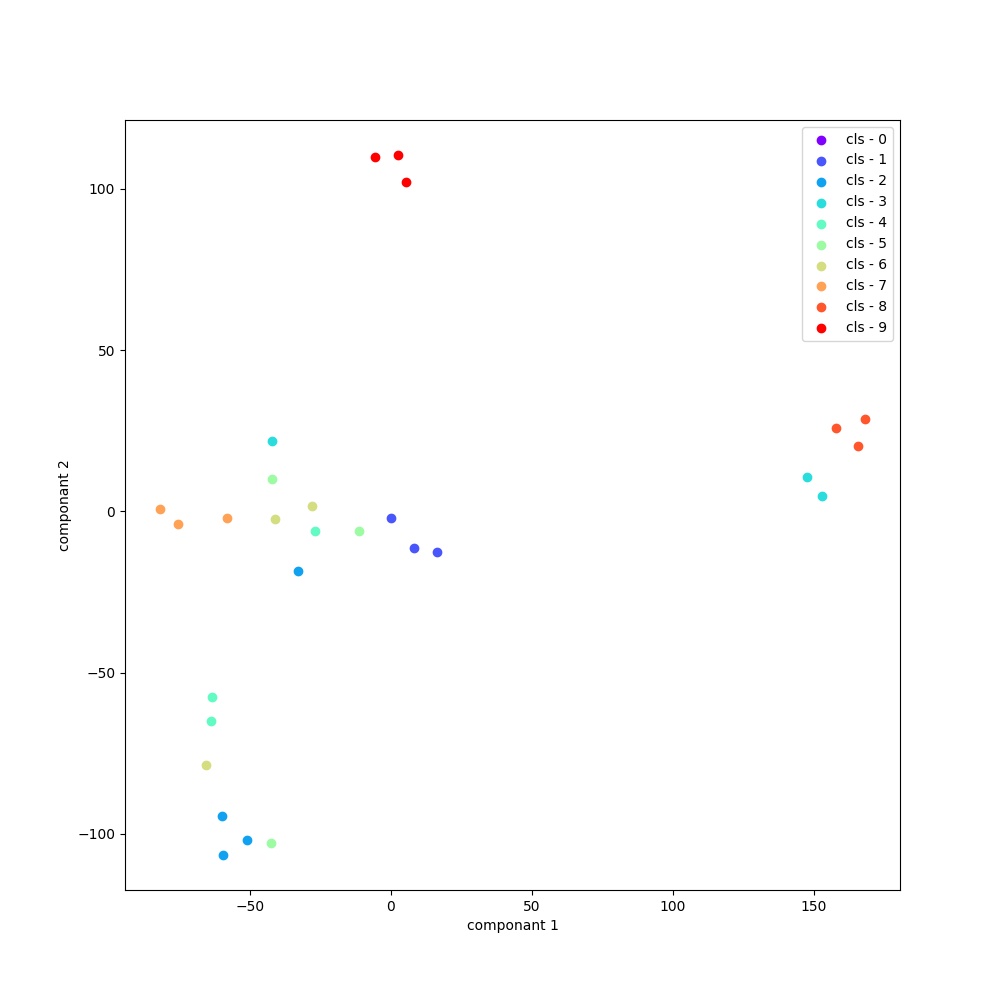 cls - 0
cls - 1
cls - 2
cls - 3
cls - 4
cls - 5
cls - 6
cls - 7
cls - 8
cls - 9
100
50
0
−50
−100
componant 2
−50 0 50 100 150
componant 1